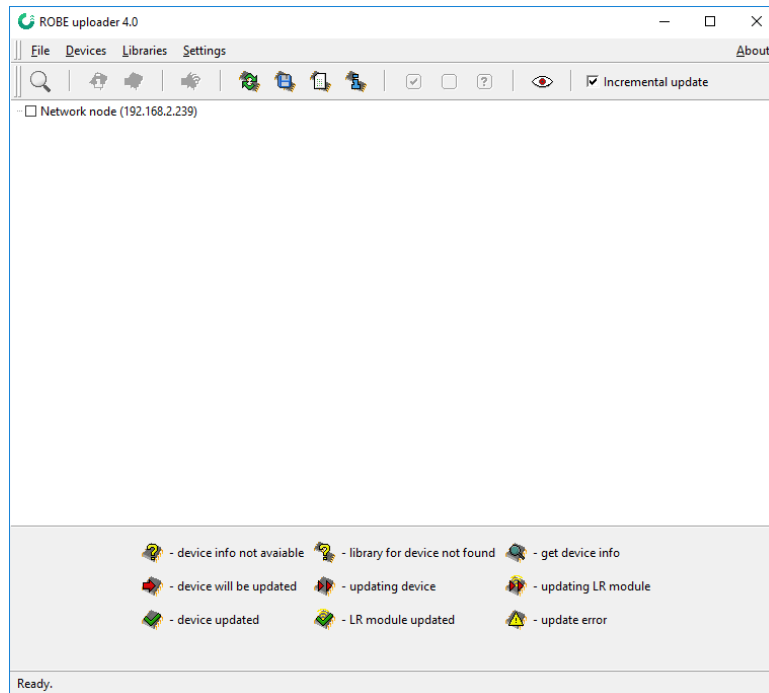 ROBE uploader 4.0
File Devices Libraries Settings About
Incremental update
Network node (192.168.2.239)
- device info not avaiable - library for device not found - get device info
- device will be updated - updating device - updating LR module
- device updated - LR module updated - update error
Ready.